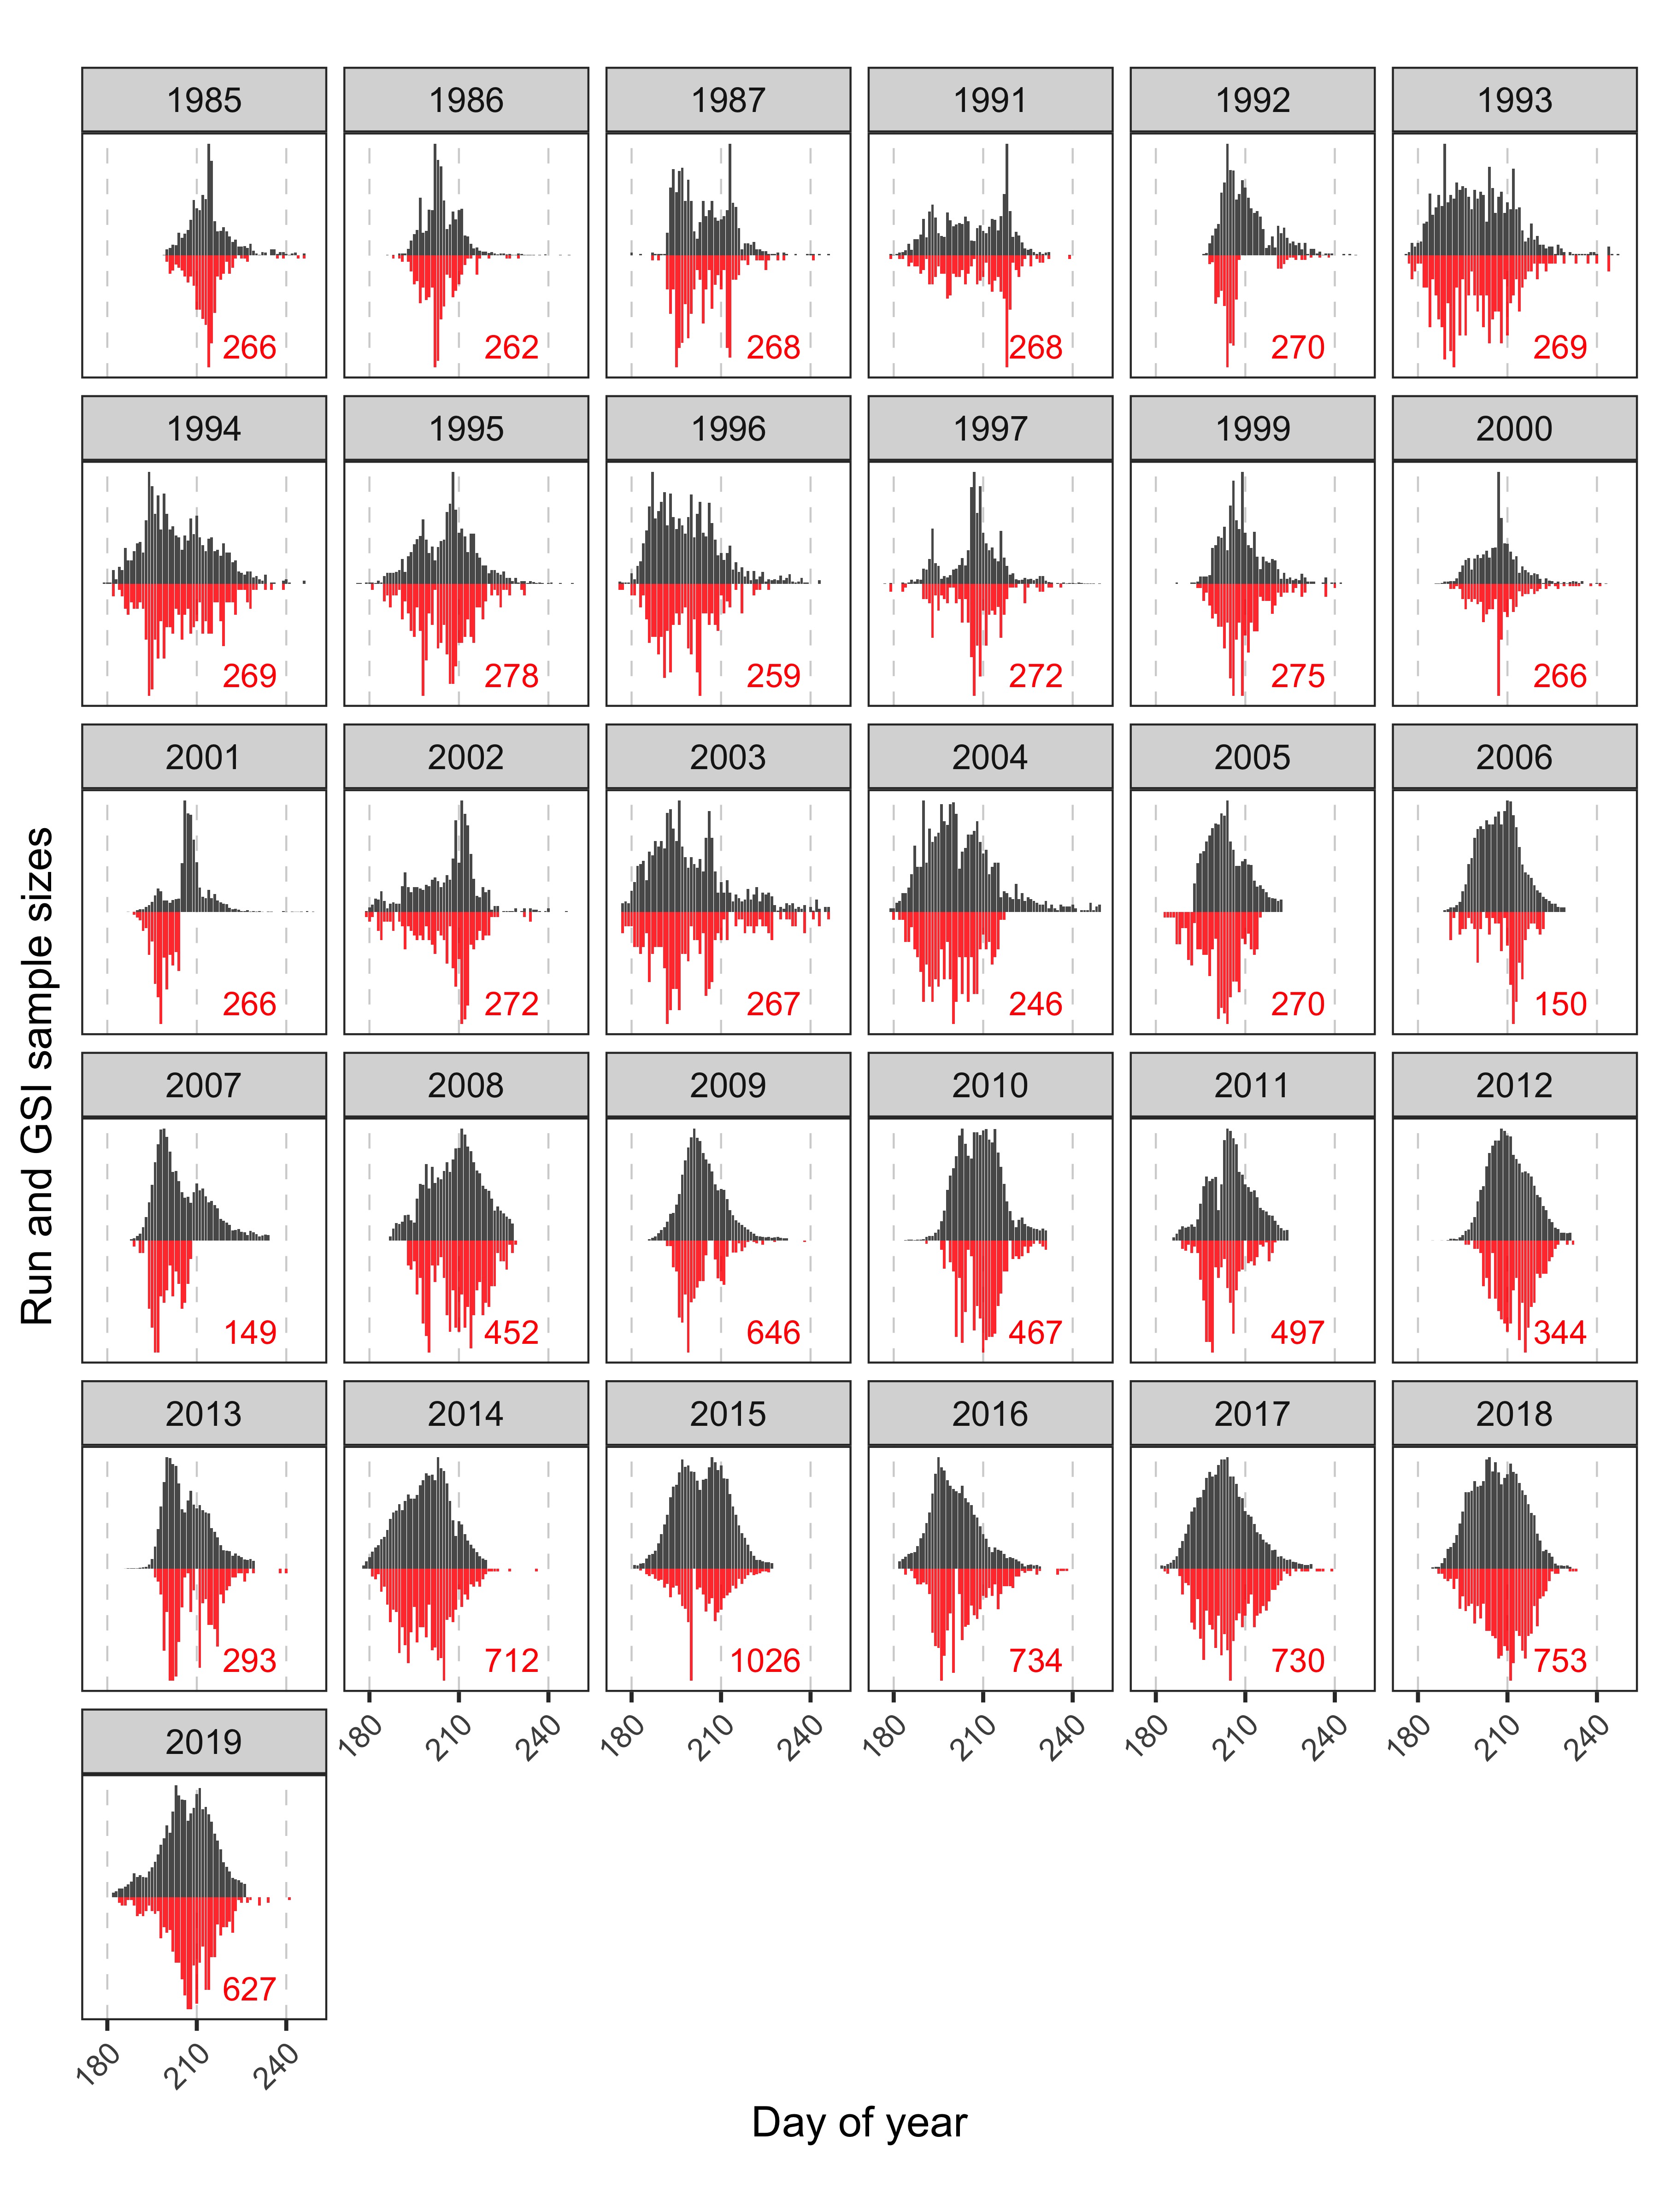 1985 1986 1987 1991 1992 1993
266 262 268 268 270 269
1994 1995 1996 1997 1999 2000
269 278 259 272 275 266
2001 2002 2003 2004 2005 2006
266 272 267 246 270 150
2007 2008 2009 2010 2011 2012
149 452 646 467 497 344
2013 2014 2015 2016 2017 2018
293 712 1026 734 730 753
180 210 240 180 210 240 180 210 240 180 210 240 180 210 240
2019
627
180 210 240
Run and GSI sample sizes
Day of year